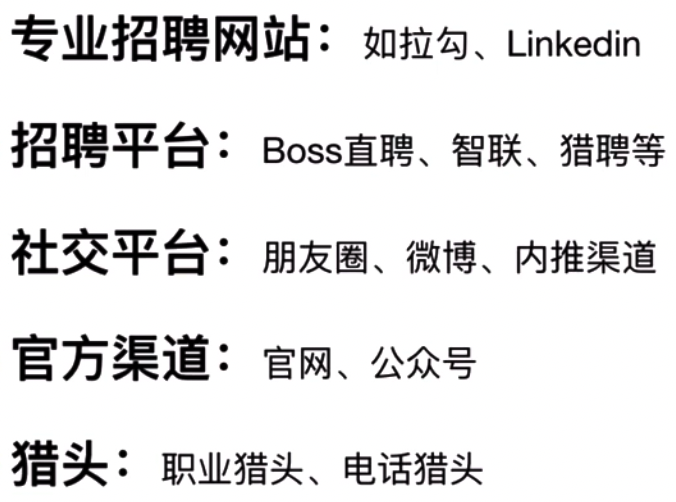 专业招聘网站：如拉勾、Linkedin
招聘平台：Boss直聘、智联、猎聘等
社交平台：朋友圈、微博、内推渠道
官方渠道：官网、公众号
猎头：职业猎头、电话猎头